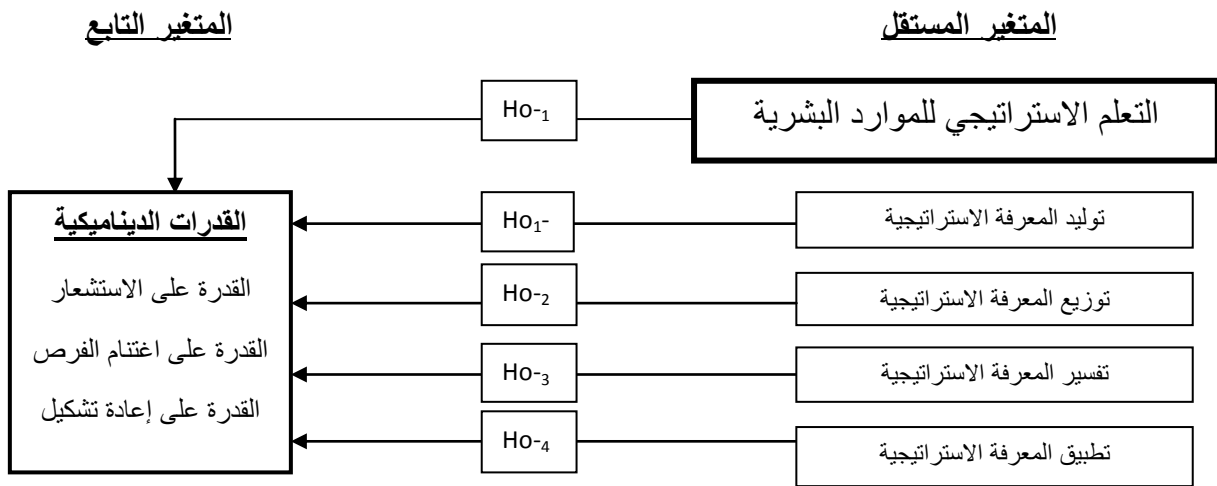 المتغير المستقل
المتغير التابع
التعلم الاستراتيجي للموارد البشرية
Ho-1
القدرات الديناميكية
القدرة على الاستشعار
القدرة على اغتنام الفرص
القدرة على إعادة تشكيل
توليد المعرفة الاستراتيجية
Ho1-
توزيع المعرفة الاستراتيجية
Ho-2
تفسير المعرفة الاستراتيجية
Ho-3
تطبيق المعرفة الاستراتيجية
Ho-4